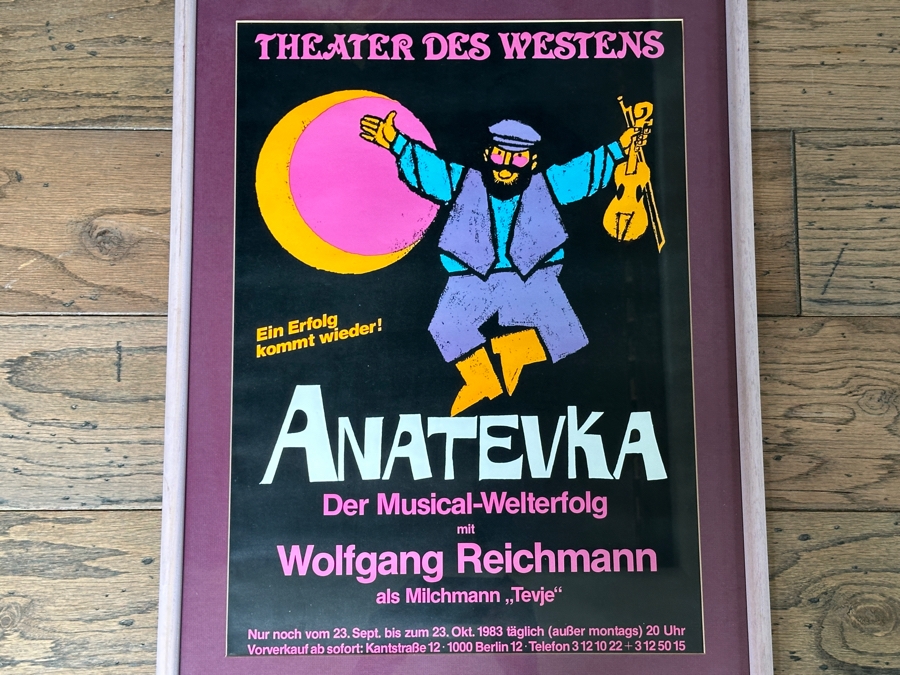 THEATER DES WESTENS
Ein Erfolg
kommt wieder!
ANATEVKA
Der Musical-Welterfolg
mit
Wolfgang Reichmann
als Milchmann „Tevje“
Nur noch vom 23. Sept. bis zum 23. Okt. 1983 täglich (außer montags) 20 Uhr
Vorverkauf ab sofort: Kantstraße 12 · 1000 Berlin 12 · Telefon 3 12 10 22 + 3 12 50 15